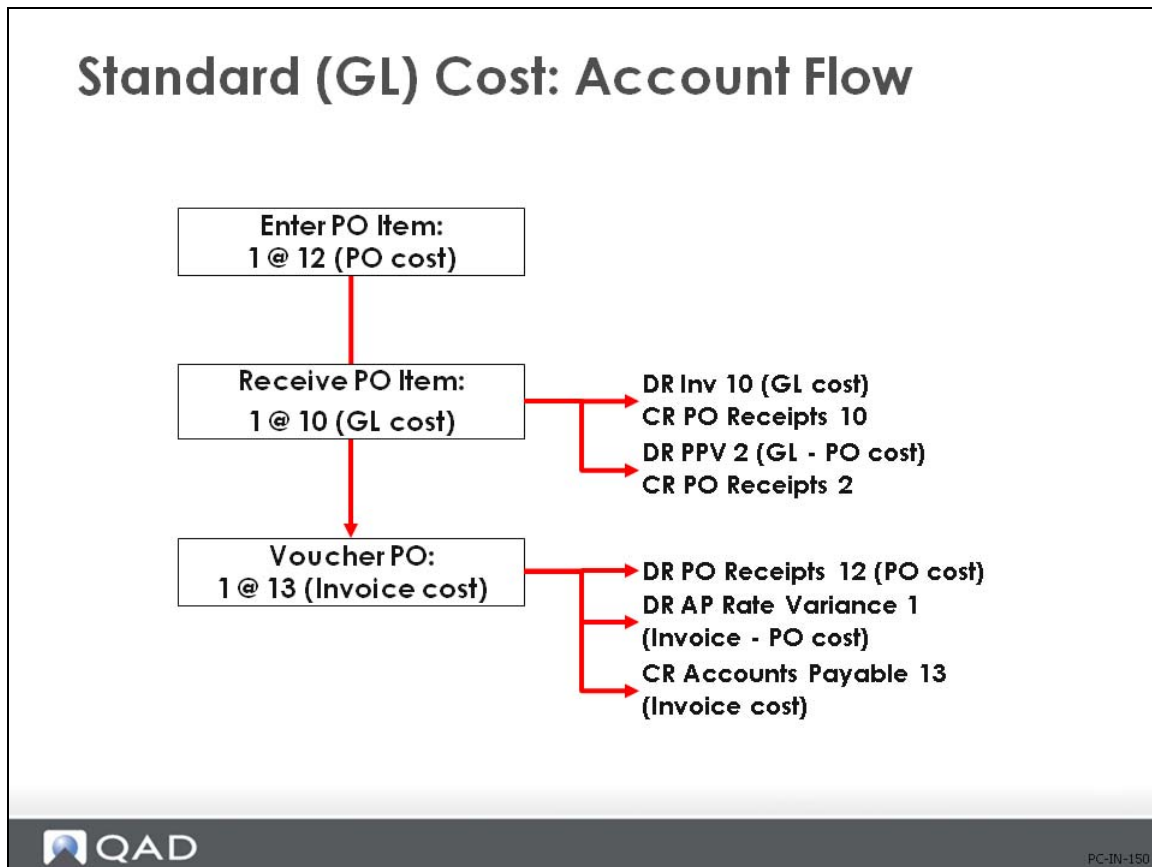 Standard (GL) Cost: Account Flow
Enter PO Item:
1 @ 12 (PO cost)
Receive PO Item:
1 @ 10 (GL cost)
DR Inv 10 (GL cost)
CR PO Receipts 10
DR PPV 2 (GL - PO cost)
CR PO Receipts 2
Voucher PO:
1 @ 13 (Invoice cost)
DR PO Receipts 12 (PO cost)
DR AP Rate Variance 1
(Invoice - PO cost)
CR Accounts Payable 13
(Invoice cost)
QAD
PC-IN-150